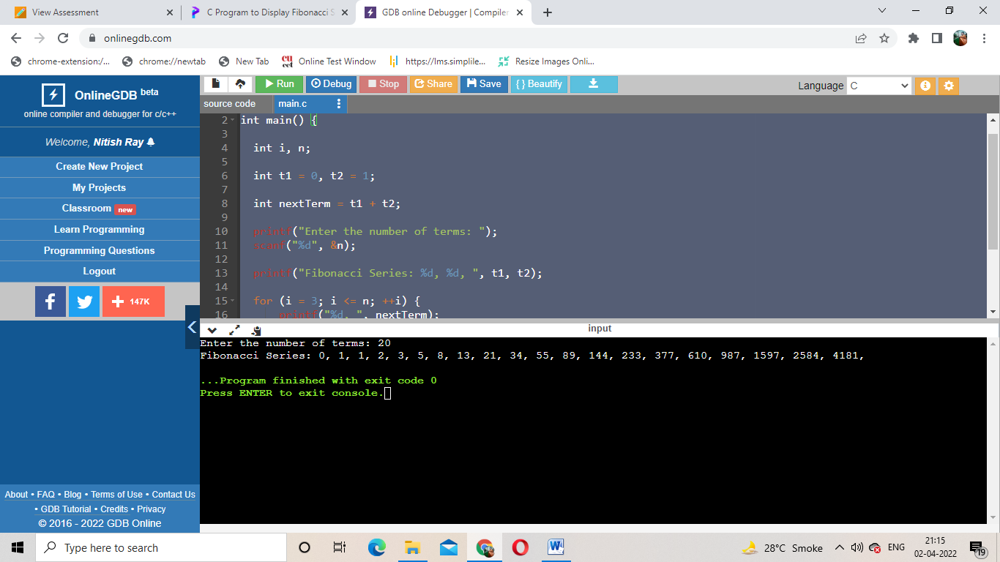 View Assessment
C Program to Display Fibonacci S
GDB online Debugger | Compiler
onlinegdb.com
chrome-extension:/...
chrome://newtab
New Tab
Online Test Window
https://lms.simplile...
Resize Images Onli...
OnlineGDB beta
online compiler and debugger for c/c++
Welcome, Nitish Ray
Create New Project
My Projects
Classroom new
Learn Programming
Programming Questions
Logout
147K
About • FAQ • Blog • Terms of Use • Contact Us
• GDB Tutorial • Credits • Privacy
© 2016 - 2022 GDB Online
Run Debug Stop Share Save { } Beautify
Language C
source code
main.c
2 int main() {
3
4 int i, n;
5
6 int t1 = 0, t2 = 1;
7
8 int nextTerm = t1 + t2;
9
10 printf("Enter the number of terms: ");
11 scanf("%d", &n);
12
13 printf("Fibonacci Series: %d, %d, ", t1, t2);
14
15 for (i = 3; i <= n; ++i) {
16 printf("%d, ", nextTerm);
input
Enter the number of terms: 20
Fibonacci Series: 0, 1, 1, 2, 3, 5, 8, 13, 21, 34, 55, 89, 144, 233, 377, 610, 987, 1597, 2584, 4181,
...Program finished with exit code 0
Press ENTER to exit console.
Type here to search
28°C Smoke
ENG
21:15
02-04-2022
19